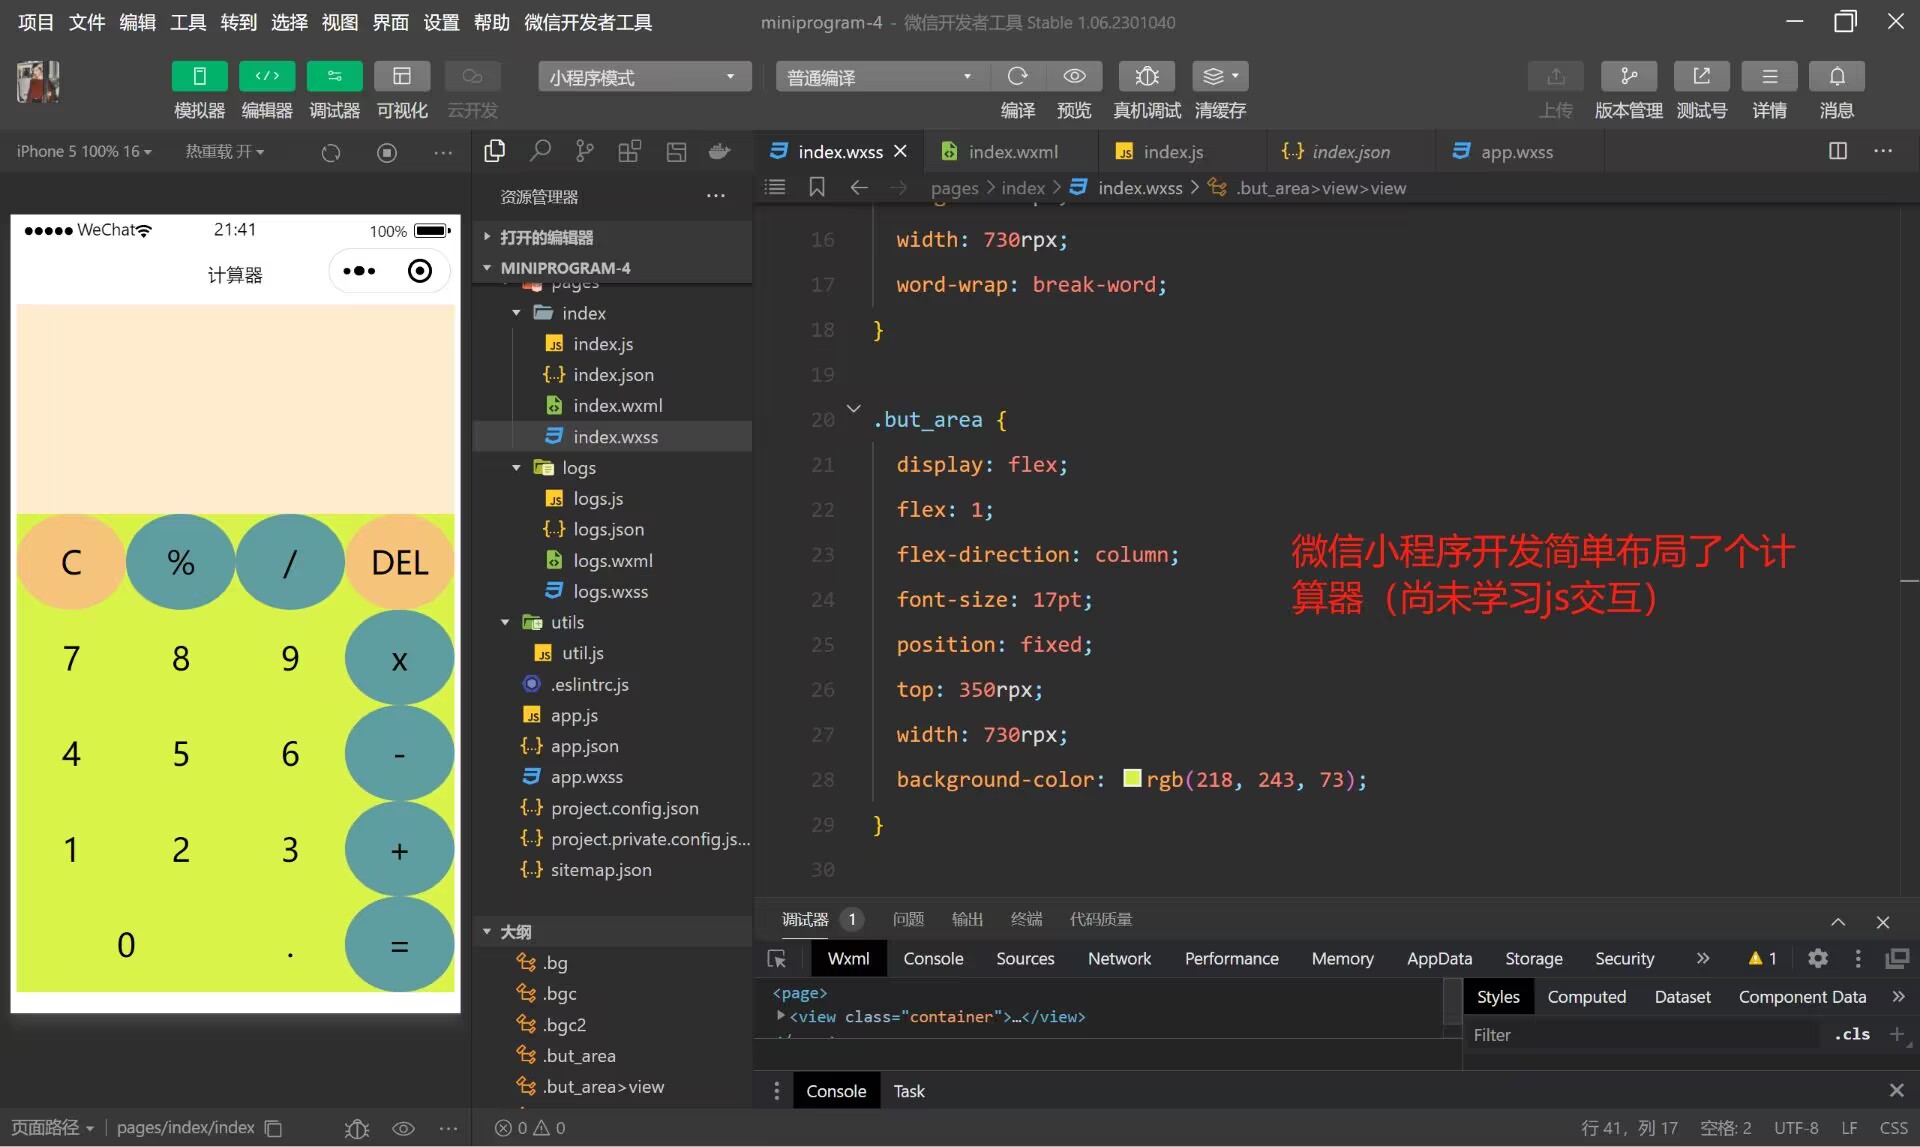 项目 文件 编辑 工具 转到 选择 视图 界面 设置 帮助 微信开发者工具
miniprogram-4 - 微信开发者工具 Stable 1.06.2301040
小程序模式
普通编译
模拟器 编辑器 调试器 可视化 云开发
编译 预览 真机调试 清缓存
上传 版本管理 测试号 详情 消息
iPhone 5 100% 16
热重载 开
WeChat
21:41
100%
计算器
C % / DEL
7 8 9 x
4 5 6 -
1 2 3 +
0 . =
页面路径
pages/index/index
资源管理器
打开的编辑器
MINIPROGRAM-4
pages
index
index.js
index.json
index.wxml
index.wxss
logs
logs.js
logs.json
logs.wxml
logs.wxss
utils
util.js
.eslintrc.js
app.js
app.json
app.wxss
project.config.json
project.private.config.js...
sitemap.json
大纲
.bg
.bgc
.bgc2
.but_area
.but_area>view
0 0
index.wxss index.wxml index.js index.json app.wxss
pages > index > index.wxss > .but_area>view>view
16 width: 730rpx;
17 word-wrap: break-word;
18 }
19
20 .but_area {
21 display: flex;
22 flex: 1;
23 flex-direction: column;
24 font-size: 17pt;
25 position: fixed;
26 top: 350rpx;
27 width: 730rpx;
28 background-color: rgb(218, 243, 73);
29 }
30
微信小程序开发简单布局了个计
算器（尚未学习js交互）
调试器 1 问题 输出 终端 代码质量
Wxml Console Sources Network Performance Memory AppData Storage Security 1
<page>
<view class="container">…</view>
Styles Computed Dataset Component Data
Filter
.cls
Console Task
行 41，列 17 空格: 2 UTF-8 LF CSS